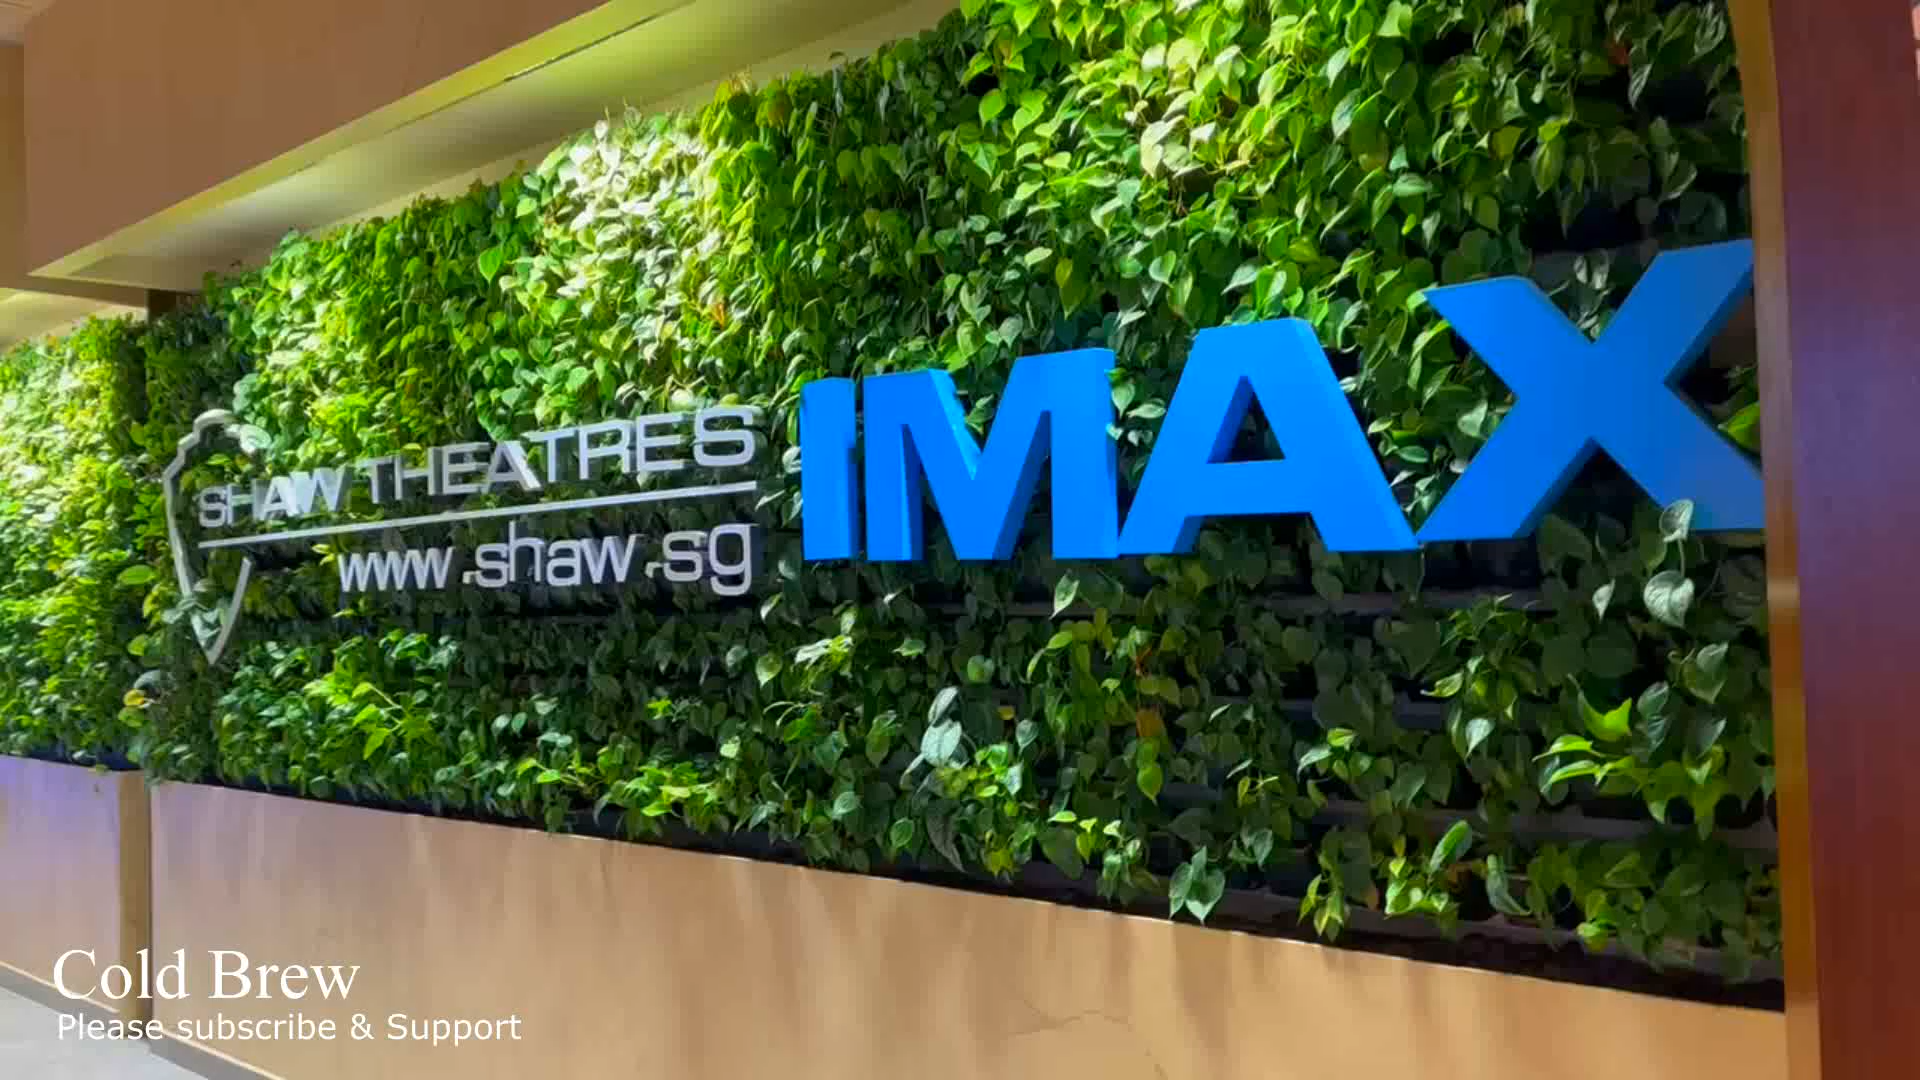 SHAW THEATRES
www.shaw.sg
IMAX
Cold Brew
Please subscribe & Support